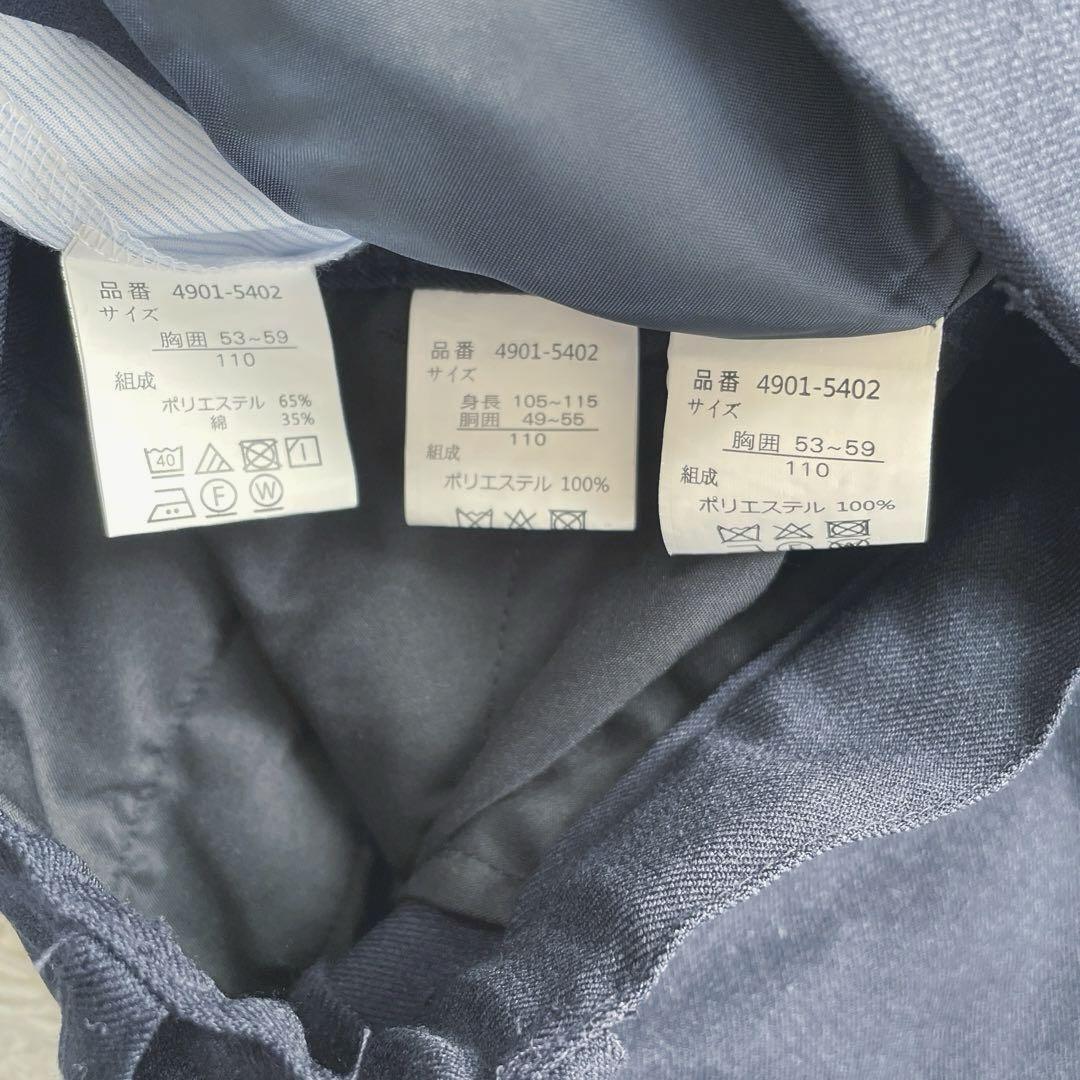 品番 4901-5402
サイズ
胸囲 53~59
110
組成
ポリエステル 65%
綿 35%
40
F W
品番 4901-5402
サイズ
身長 105~115
胴囲 49~55
110
組成
ポリエステル 100%
品番 4901-5402
サイズ
胸囲 53~59
110
組成
ポリエステル 100%